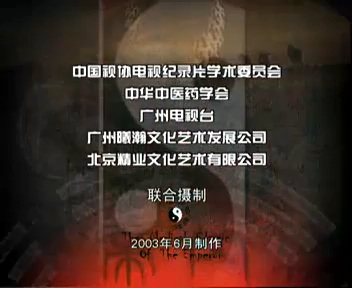 中国视协电视纪录片学术委员会
中华中医药学会
广州电视台
广州曦瀚文化艺术发展公司
北京精业文化艺术有限公司
联合摄制
2003年6月制作
Of The Emperor